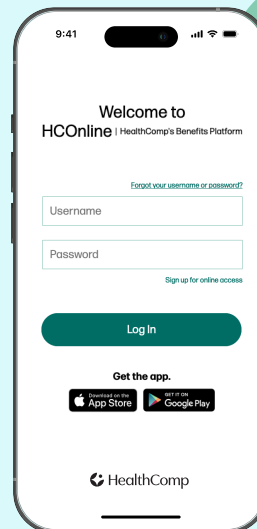 9:41
Welcome to
HCOnline | HealthComp's Benefits Platform
Forgot your username or password?
Username
Password
Sign up for online access
Log In
Get the app.
Download on the
App Store
GET IT ON
Google Play
HealthComp